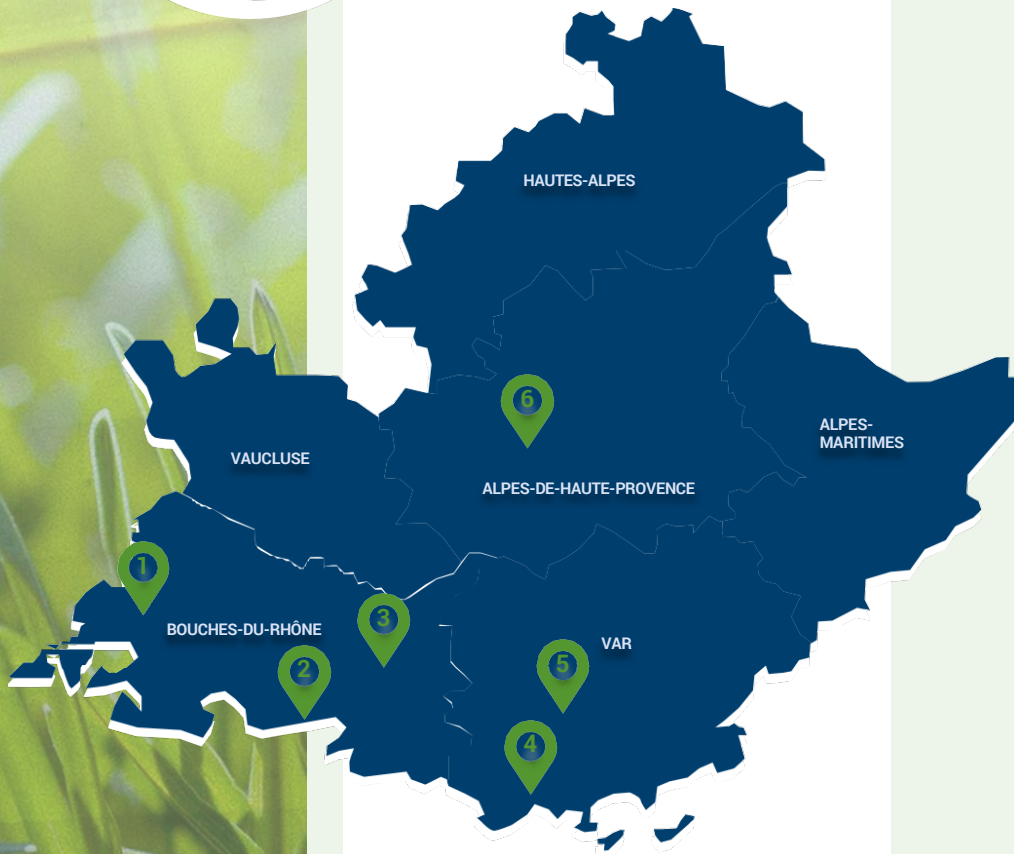 HAUTES-ALPES
6
ALPES-
MARITIMES
VAUCLUSE
ALPES-DE-HAUTE-PROVENCE
1
3
BOUCHES-DU-RHÔNE
VAR
2
5
4